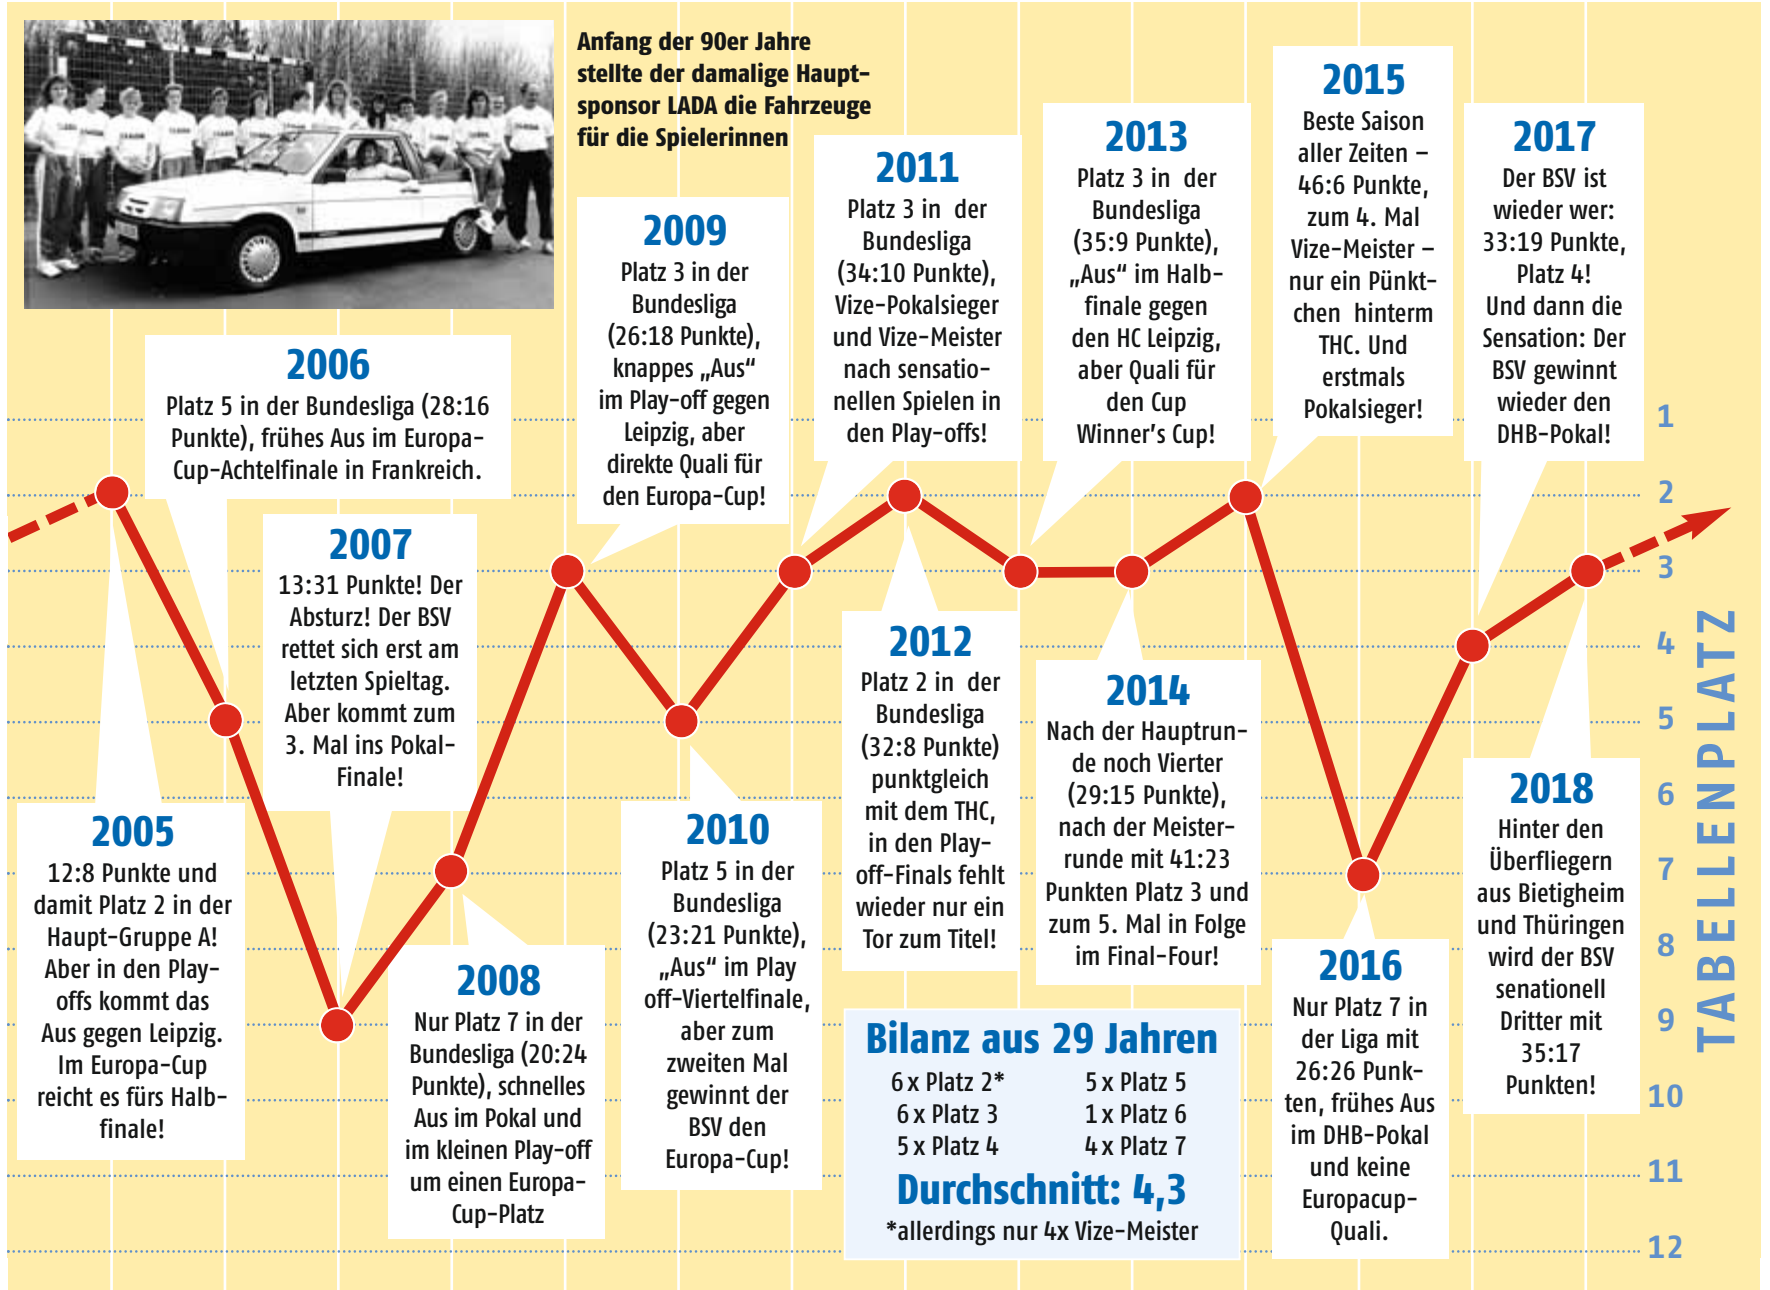 Anfang der 90er Jahre
stellte der damalige Haupt-
sponsor LADA die Fahrzeuge
für die Spielerinnen
2005
12:8 Punkte und
damit Platz 2 in der
Haupt-Gruppe A!
Aber in den Play-
offs kommt das
Aus gegen Leipzig.
Im Europa-Cup
reicht es fürs Halb-
finale!
2006
Platz 5 in der Bundesliga (28:16
Punkte), frühes Aus im Europa-
Cup-Achtelfinale in Frankreich.
2007
13:31 Punkte! Der
Absturz! Der BSV
rettet sich erst am
letzten Spieltag.
Aber kommt zum
3. Mal ins Pokal-
Finale!
2008
Nur Platz 7 in der
Bundesliga (20:24
Punkte), schnelles
Aus im Pokal und
im kleinen Play-off
um einen Europa-
Cup-Platz
2009
Platz 3 in der
Bundesliga
(26:18 Punkte),
knappes „Aus“
im Play-off gegen
Leipzig, aber
direkte Quali für
den Europa-Cup!
2010
Platz 5 in der
Bundesliga
(23:21 Punkte),
„Aus“ im Play
off-Viertelfinale,
aber zum
zweiten Mal
gewinnt der
BSV den
Europa-Cup!
2011
Platz 3 in der
Bundesliga
(34:10 Punkte),
Vize-Pokalsieger
und Vize-Meister
nach sensatio-
nellen Spielen in
den Play-offs!
2012
Platz 2 in der
Bundesliga
(32:8 Punkte)
punktgleich
mit dem THC,
in den Play-
off-Finals fehlt
wieder nur ein
Tor zum Titel!
2013
Platz 3 in der
Bundesliga
(35:9 Punkte),
„Aus“ im Halb-
finale gegen
den HC Leipzig,
aber Quali für
den Cup
Winner's Cup!
2014
Nach der Hauptrun-
de noch Vierter
(29:15 Punkte),
nach der Meister-
runde mit 41:23
Punkten Platz 3 und
zum 5. Mal in Folge
im Final-Four!
2015
Beste Saison
aller Zeiten –
46:6 Punkte,
zum 4. Mal
Vize-Meister –
nur ein Pünkt-
chen hinterm
THC. Und
erstmals
Pokalsieger!
2016
Nur Platz 7 in
der Liga mit
26:26 Punk-
ten, frühes Aus
im DHB-Pokal
und keine
Europacup-
Quali.
2017
Der BSV ist
wieder wer:
33:19 Punkte,
Platz 4!
Und dann die
Sensation: Der
BSV gewinnt
wieder den
DHB-Pokal!
2018
Hinter den
Überfliegern
aus Bietigheim
und Thüringen
wird der BSV
senationell
Dritter mit
35:17
Punkten!
Bilanz aus 29 Jahren
6 x Platz 2* 5 x Platz 5
6 x Platz 3 1 x Platz 6
5 x Platz 4 4 x Platz 7
Durchschnitt: 4,3
*allerdings nur 4x Vize-Meister
1
2
3
4
5
6
7
8
9
10
11
12
TABELLENPLATZ